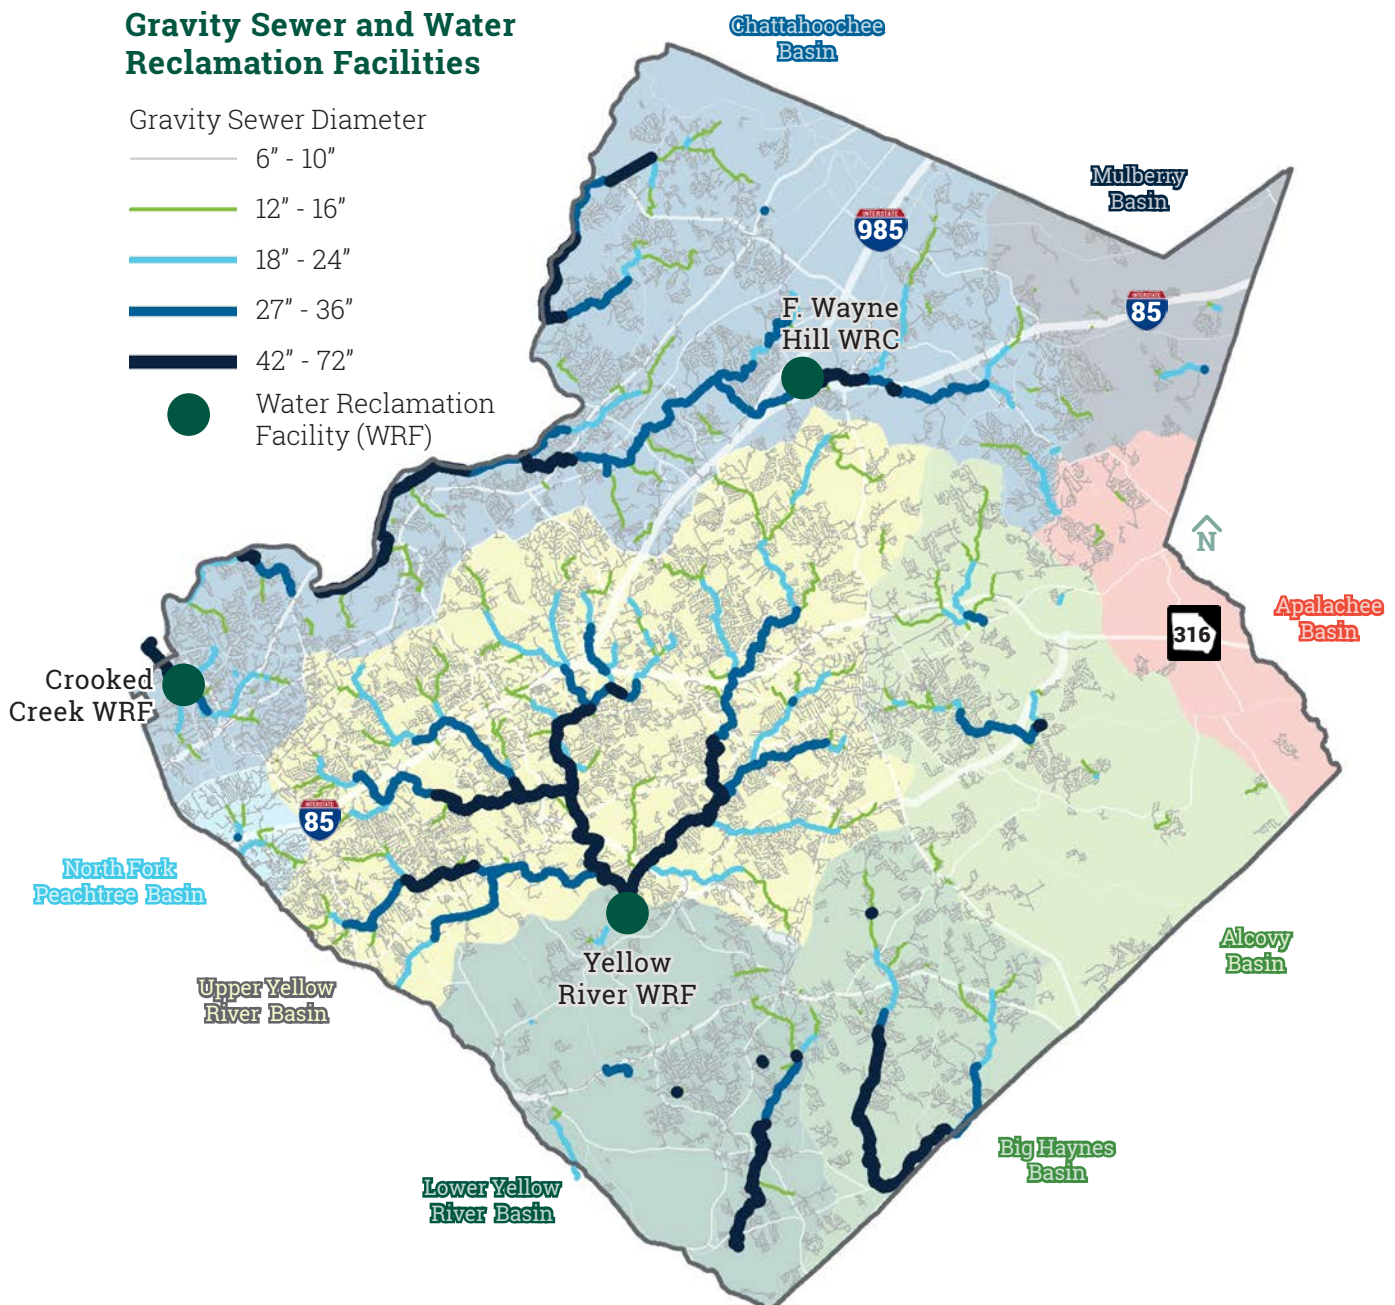 Gravity Sewer and Water
Reclamation Facilities
Gravity Sewer Diameter
6” - 10”
12” - 16”
18” - 24”
27” - 36”
42” - 72”
Water Reclamation
Facility (WRF)
Chattahoochee
Basin
Mulberry
Basin
INTERSTATE
985
INTERSTATE
85
F. Wayne
Hill WRC
N
Apalachee
Basin
316
Crooked
Creek WRF
INTERSTATE
85
North Fork
Peachtree Basin
Upper Yellow
River Basin
Yellow
River WRF
Alcovy
Basin
Big Haynes
Basin
Lower Yellow
River Basin